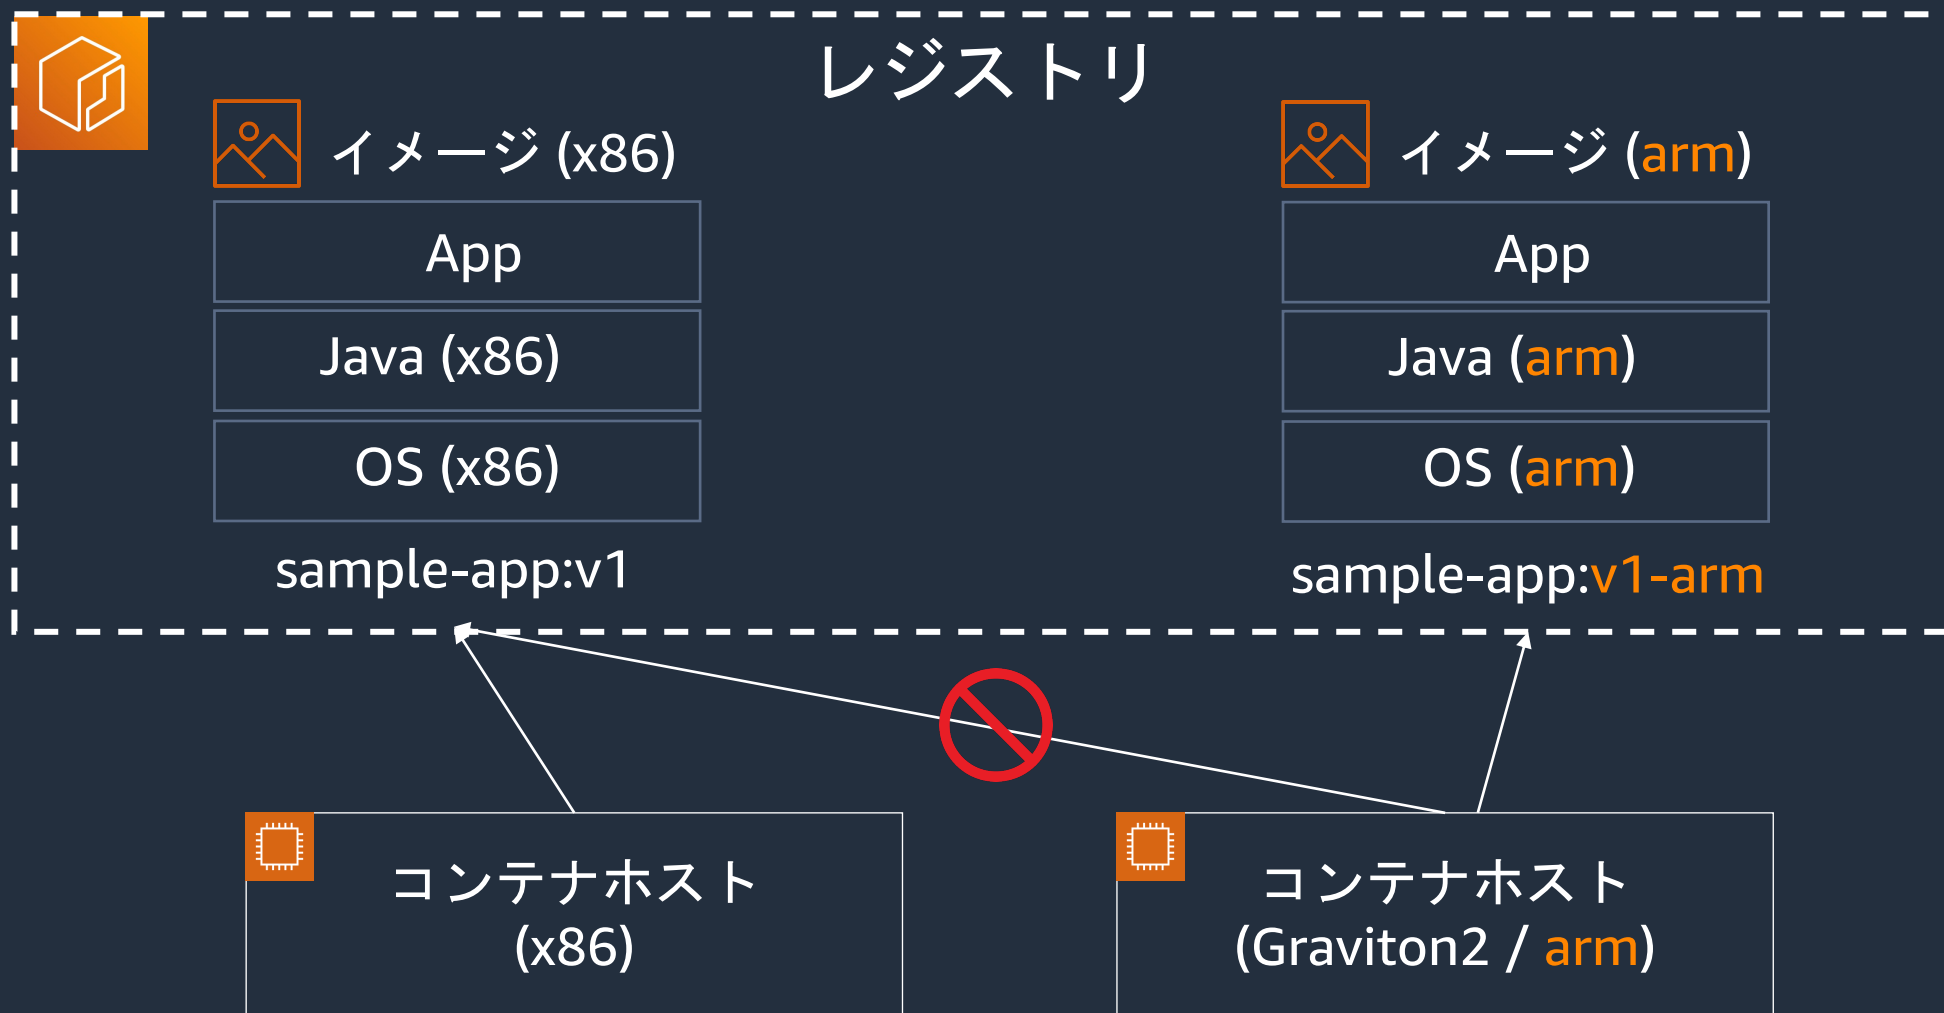 レジストリ
イメージ (x86)
App
Java (x86)
OS (x86)
sample-app:v1
イメージ (arm)
App
Java (arm)
OS (arm)
sample-app:v1-arm
コンテナホスト
(x86)
コンテナホスト
(Graviton2 / arm)